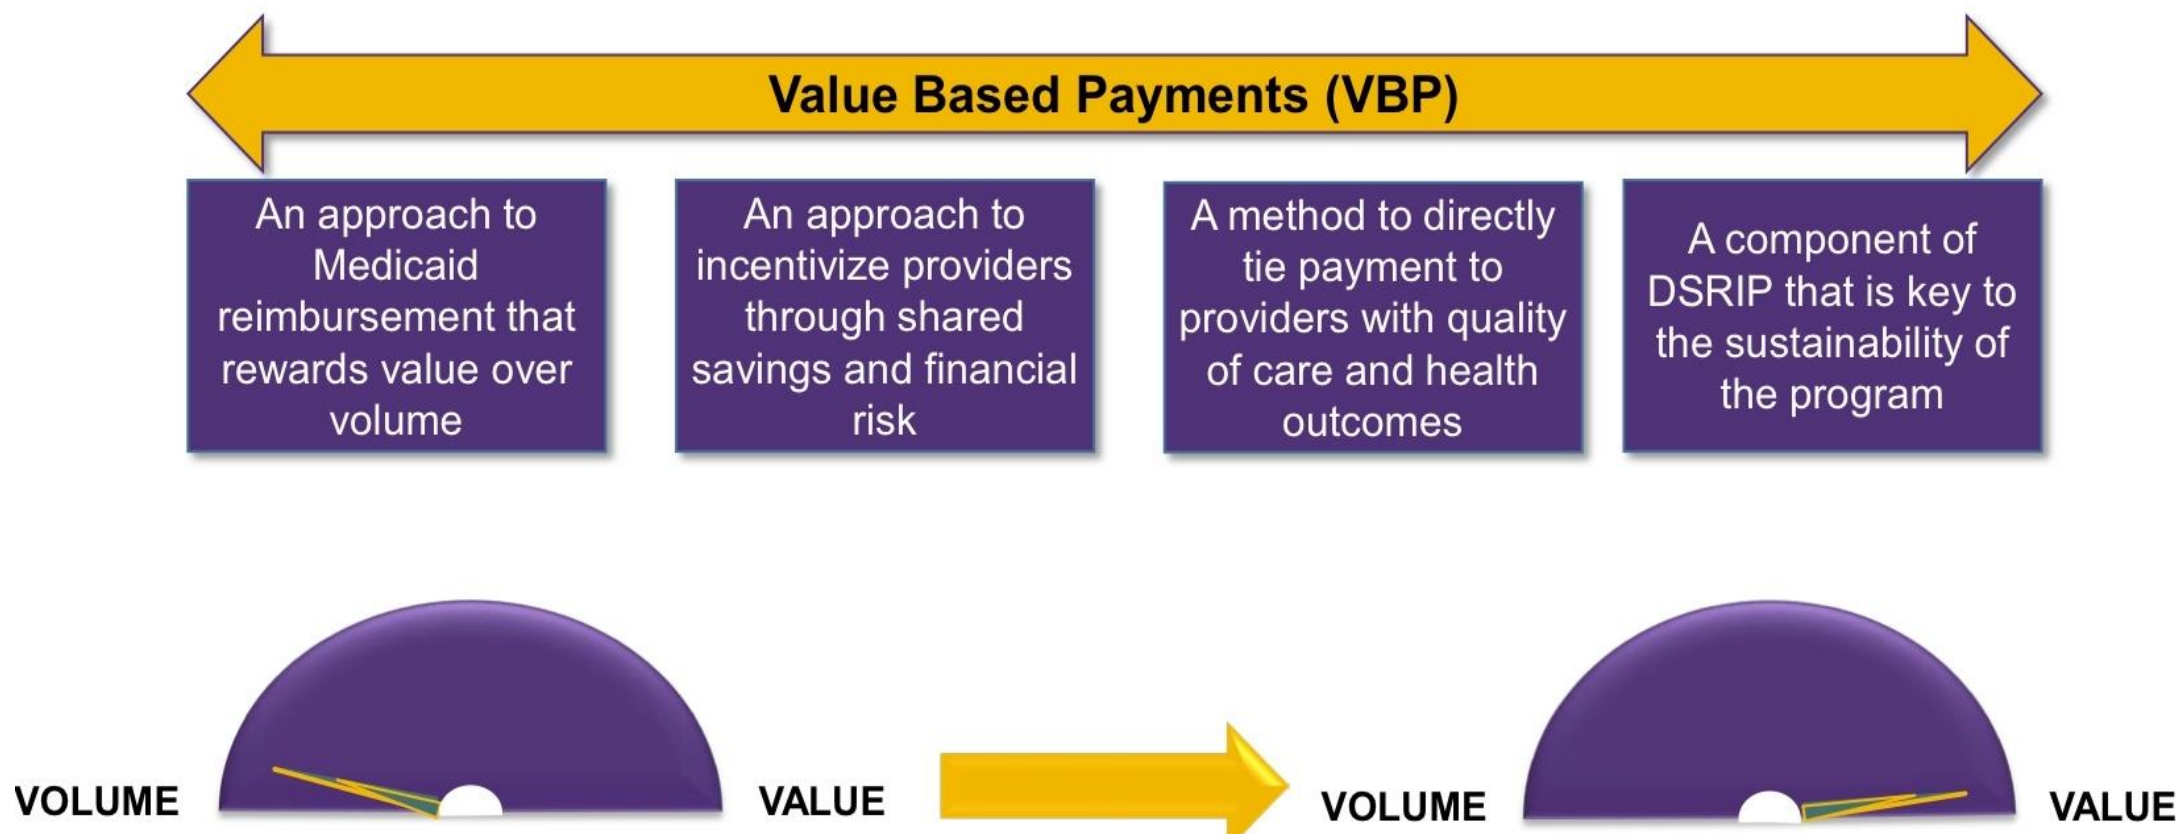 Value Based Payments (VBP)
An approach to
Medicaid
reimbursement that
rewards value over
volume
An approach to
incentivize providers
through shared
savings and financial
risk
A method to directly
tie payment to
providers with quality
of care and health
outcomes
A component of
DSRIP that is key to
the sustainability of
the program
VOLUME
VALUE
VOLUME
VALUE